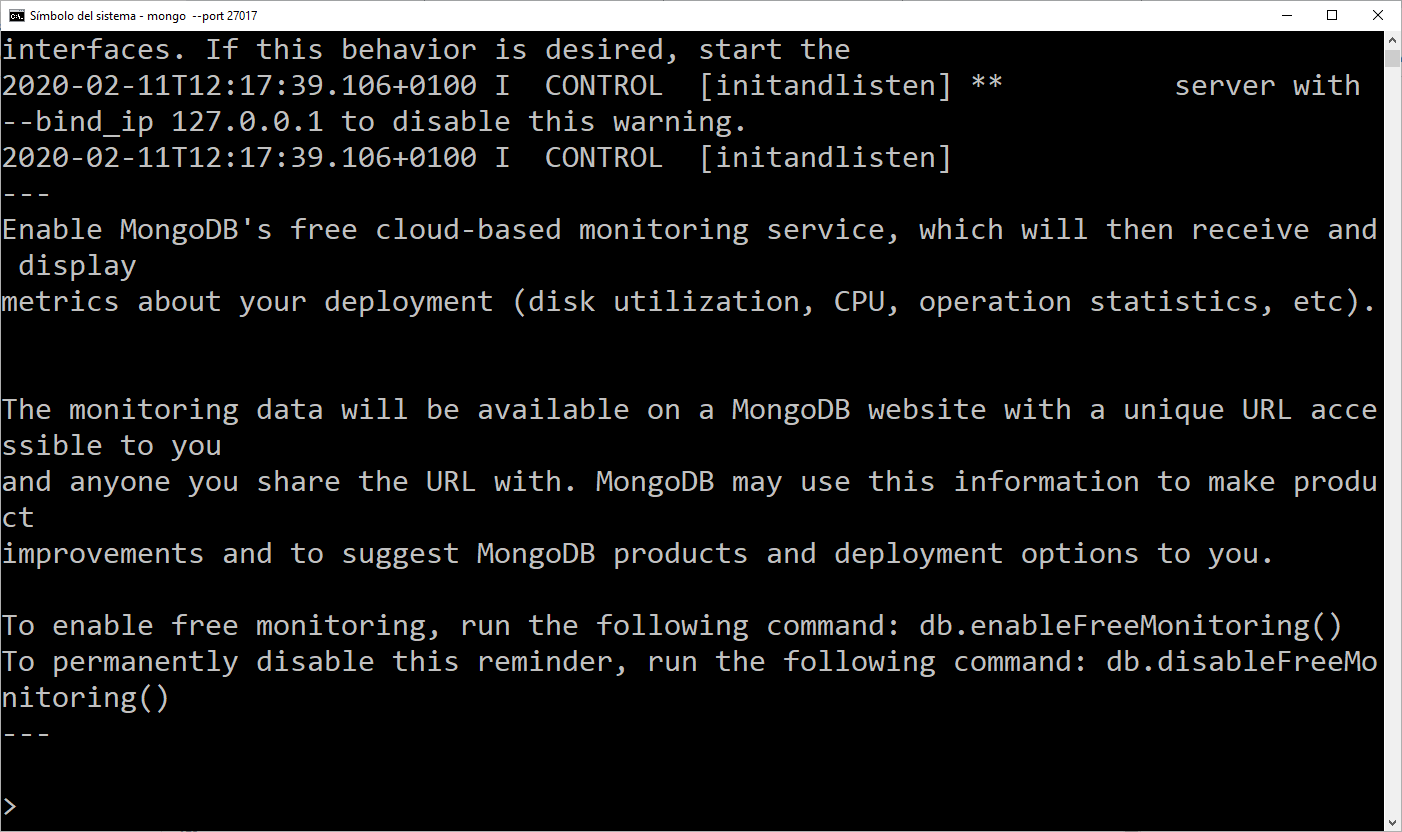 Símbolo del sistema - mongo  --port 27017
interfaces. If this behavior is desired, start the
2020-02-11T12:17:39.106+0100 I  CONTROL  [initandlisten] **          server with
--bind_ip 127.0.0.1 to disable this warning.
2020-02-11T12:17:39.106+0100 I  CONTROL  [initandlisten]
---
Enable MongoDB's free cloud-based monitoring service, which will then receive and
 display
metrics about your deployment (disk utilization, CPU, operation statistics, etc).
The monitoring data will be available on a MongoDB website with a unique URL acce
ssible to you
and anyone you share the URL with. MongoDB may use this information to make produ
ct
improvements and to suggest MongoDB products and deployment options to you.
To enable free monitoring, run the following command: db.enableFreeMonitoring()
To permanently disable this reminder, run the following command: db.disableFreeMo
nitoring()
---
>